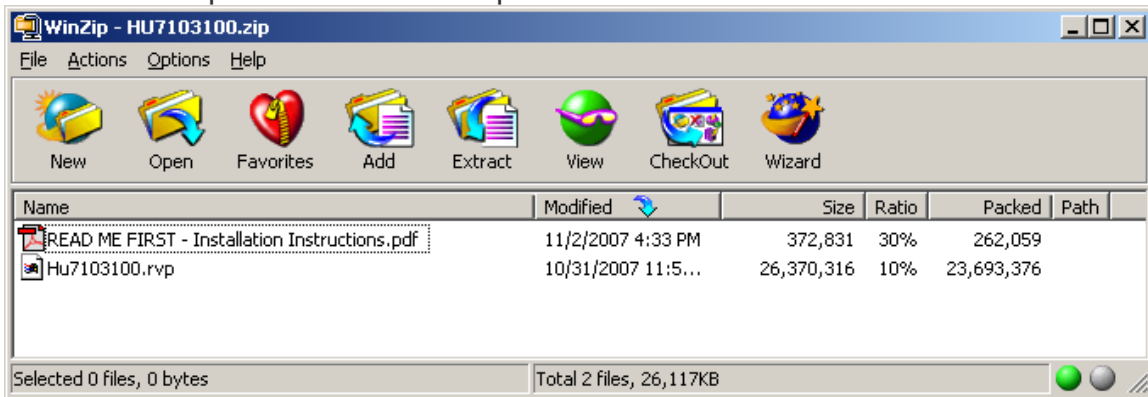 WinZip - HU7103100.zip
File Actions Options Help
New Open Favorites Add Extract View CheckOut Wizard
Name Modified Size Ratio Packed Path
READ ME FIRST - Installation Instructions.pdf 11/2/2007 4:33 PM 372,831 30% 262,059
Hu7103100.rvp 10/31/2007 11:5... 26,370,316 10% 23,693,376
Selected 0 files, 0 bytes Total 2 files, 26,117KB